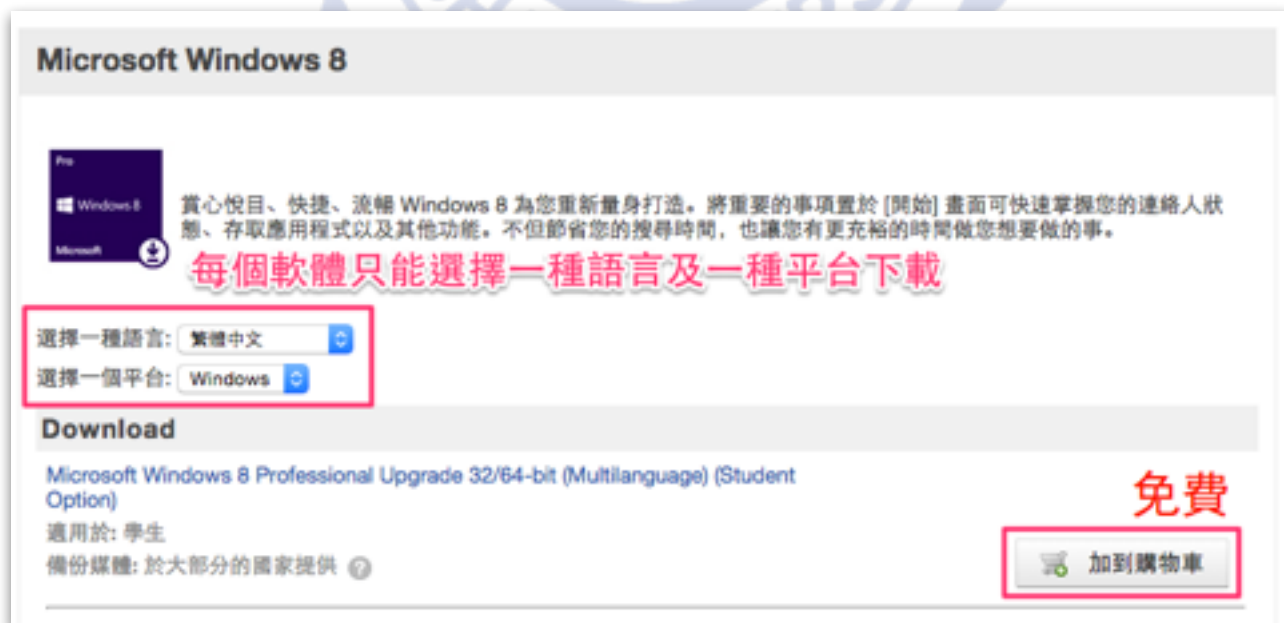 Microsoft Windows 8
Pro
Windows 8
Microsoft
賞心悅目、快捷、流暢 Windows 8 為您重新量身打造。將重要的事項置於 [開始] 畫面可快速掌握您的連絡人狀
態、存取應用程式以及其他功能。不但節省您的搜尋時間，也讓您有更充裕的時間做您想要做的事。
每個軟體只能選擇一種語言及一種平台下載
選擇一種語言: 繁體中文
選擇一個平台: Windows
Download
Microsoft Windows 8 Professional Upgrade 32/64-bit (Multilanguage) (Student
Option)
免費
適用於: 學生
備份媒體: 於大部分的國家提供 ?
加到購物車